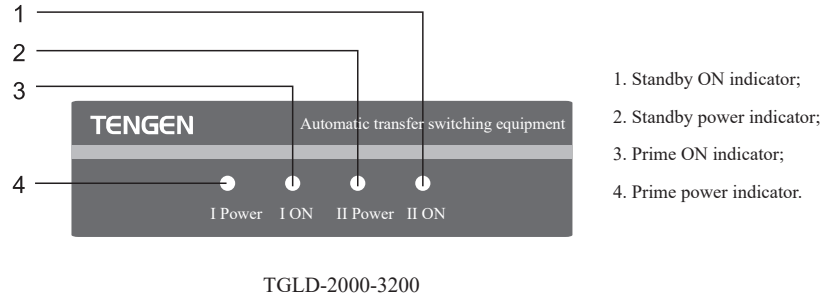 1
2
3
TENGEN Automatic transfer switching equipment
4
I Power I ON II Power II ON
1. Standby ON indicator;
2. Standby power indicator;
3. Prime ON indicator;
4. Prime power indicator.
TGLD-2000-3200